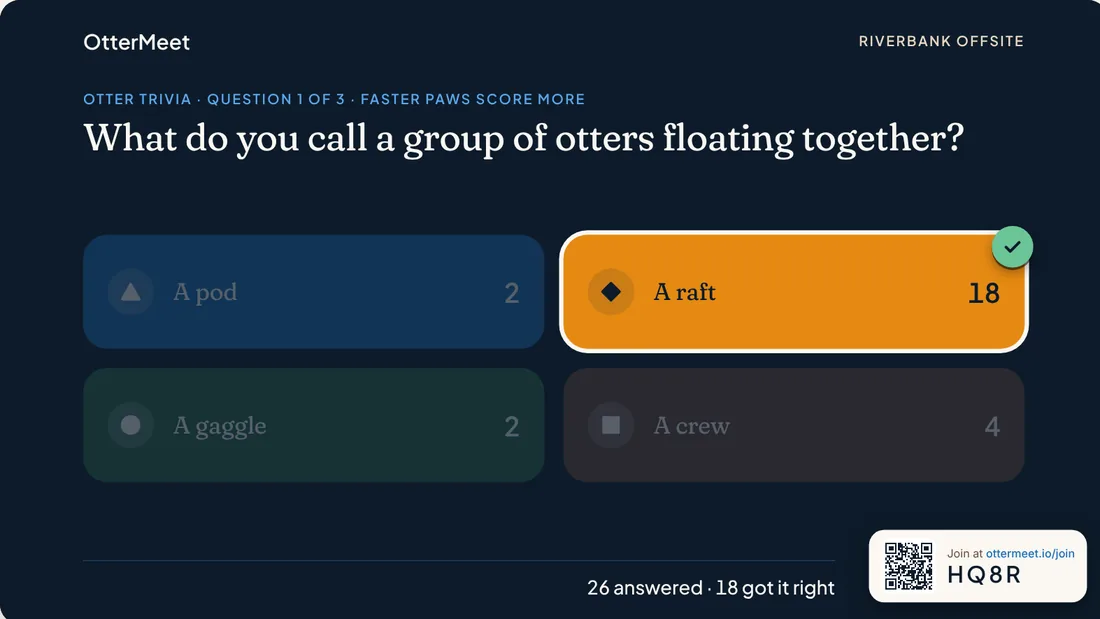 OtterMeet
RIVERBANK OFFSITE
OTTER TRIVIA · QUESTION 1 OF 3 · FASTER PAWS SCORE MORE
What do you call a group of otters floating together?
A pod 2
A raft 18
A gaggle 2
A crew 4
26 answered · 18 got it right
Join at ottermeet.io/join
HQ8R